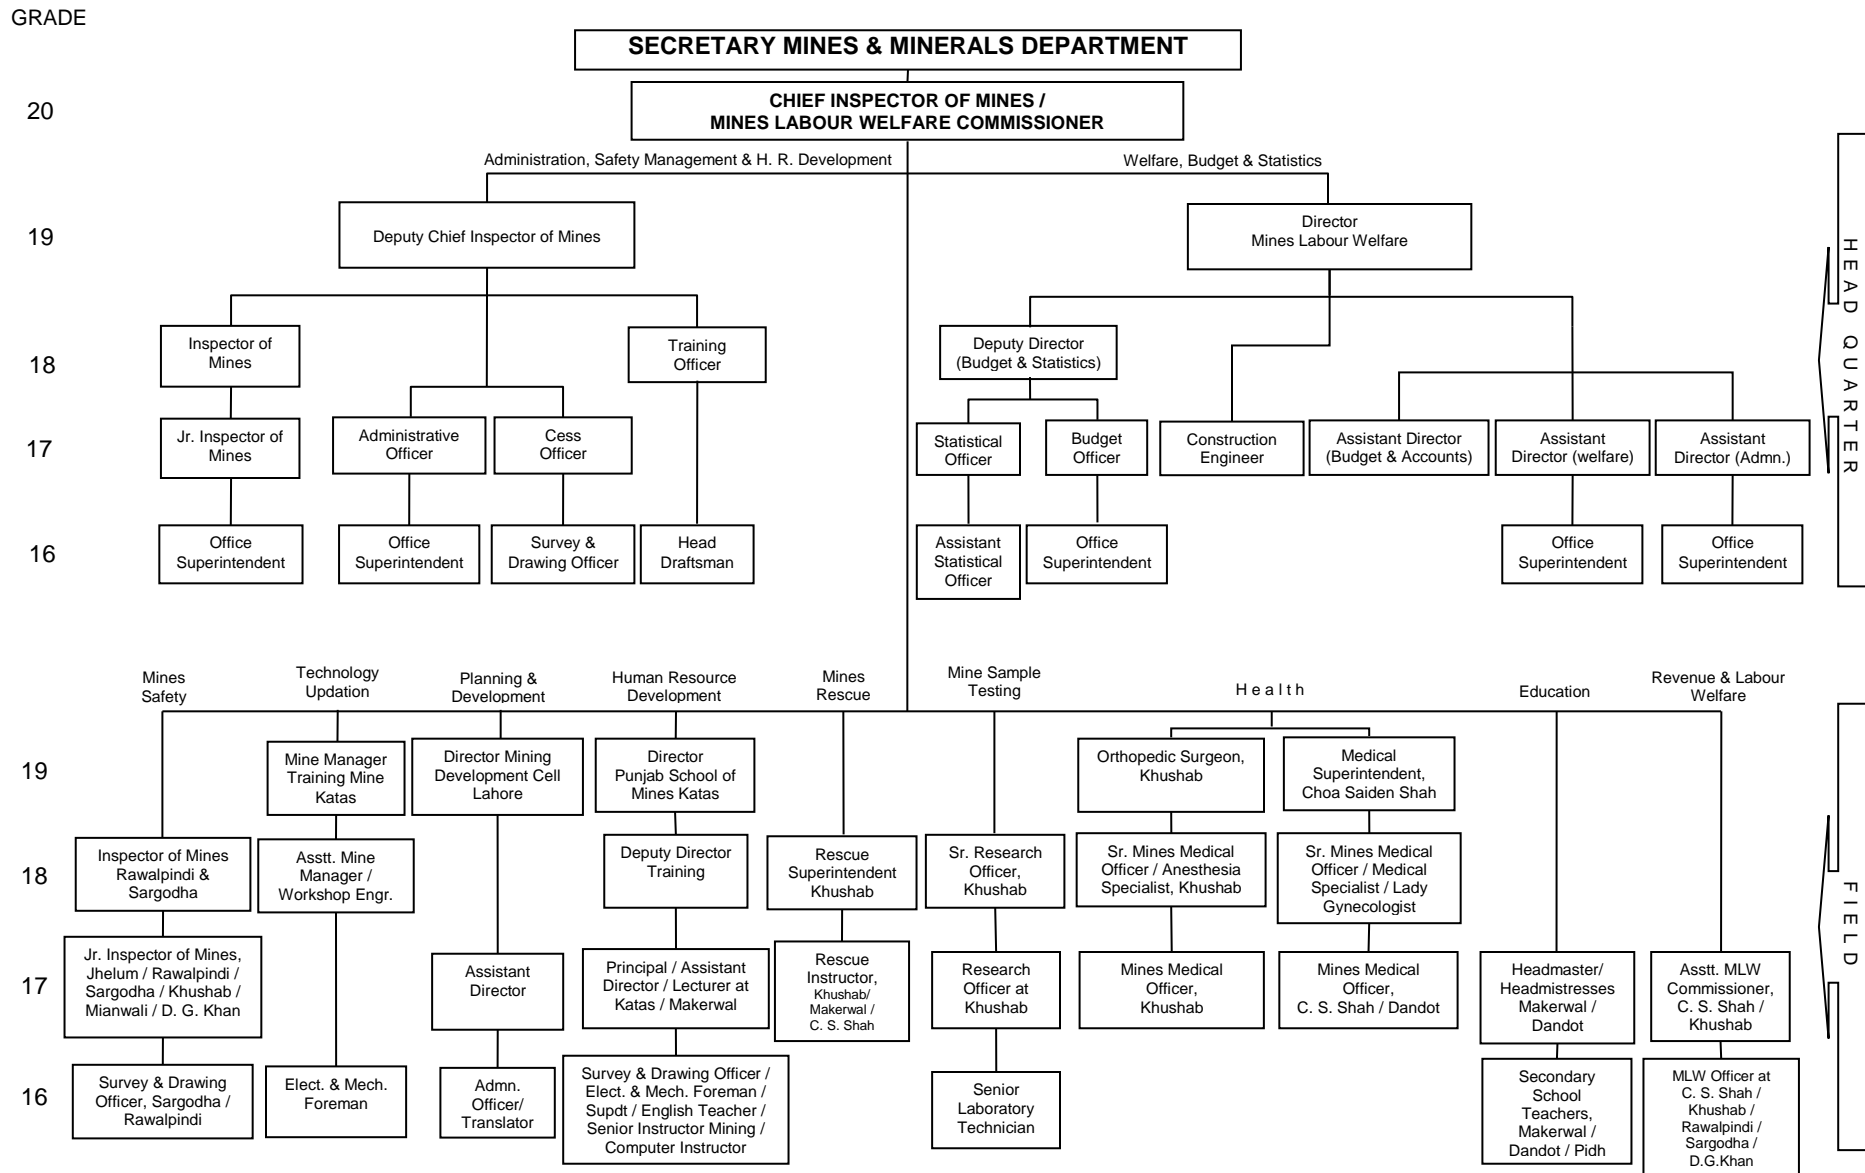 GRADE
SECRETARY MINES & MINERALS DEPARTMENT
20
CHIEF INSPECTOR OF MINES /
MINES LABOUR WELFARE COMMISSIONER
Administration, Safety Management & H. R. Development
Welfare, Budget & Statistics
19
Deputy Chief Inspector of Mines
Director
Mines Labour Welfare
HEAD QUARTER
18
Inspector of
Mines
Training
Officer
Deputy Director
(Budget & Statistics)
17
Jr. Inspector of
Mines
Administrative
Officer
Cess
Officer
Statistical
Officer
Budget
Officer
Construction
Engineer
Assistant Director
(Budget & Accounts)
Assistant
Director (welfare)
Assistant
Director (Admn.)
16
Office
Superintendent
Office
Superintendent
Survey &
Drawing Officer
Head
Draftsman
Assistant
Statistical
Officer
Office
Superintendent
Office
Superintendent
Office
Superintendent
Mines
Safety
Technology
Updation
Planning &
Development
Human Resource
Development
Mines
Rescue
Mine Sample
Testing
Health
Education
Revenue & Labour
Welfare
19
Mine Manager
Training Mine
Katas
Director Mining
Development Cell
Lahore
Director
Punjab School of
Mines Katas
Orthopedic Surgeon,
Khushab
Medical
Superintendent,
Choa Saiden Shah
FIELD
18
Inspector of Mines
Rawalpindi &
Sargodha
Asstt. Mine
Manager /
Workshop Engr.
Deputy Director
Training
Rescue
Superintendent
Khushab
Sr. Research
Officer,
Khushab
Sr. Mines Medical
Officer / Anesthesia
Specialist, Khushab
Sr. Mines Medical
Officer / Medical
Specialist / Lady
Gynecologist
17
Jr. Inspector of Mines,
Jhelum / Rawalpindi /
Sargodha / Khushab /
Mianwali / D. G. Khan
Assistant
Director
Principal / Assistant
Director / Lecturer at
Katas / Makerwal
Rescue
Instructor,
Khushab/
Makerwal /
C. S. Shah
Research
Officer at
Khushab
Mines Medical
Officer,
Khushab
Mines Medical
Officer,
C. S. Shah / Dandot
Headmaster/
Headmistresses
Makerwal /
Dandot
Asstt. MLW
Commissioner,
C. S. Shah /
Khushab
16
Survey & Drawing
Officer, Sargodha /
Rawalpindi
Elect. & Mech.
Foreman
Admn.
Officer/
Translator
Survey & Drawing Officer /
Elect. & Mech. Foreman /
Supdt / English Teacher /
Senior Instructor Mining /
Computer Instructor
Senior
Laboratory
Technician
Secondary
School
Teachers,
Makerwal /
Dandot / Pidh
MLW Officer at
C. S. Shah /
Khushab /
Rawalpindi /
Sargodha /
D.G.Khan